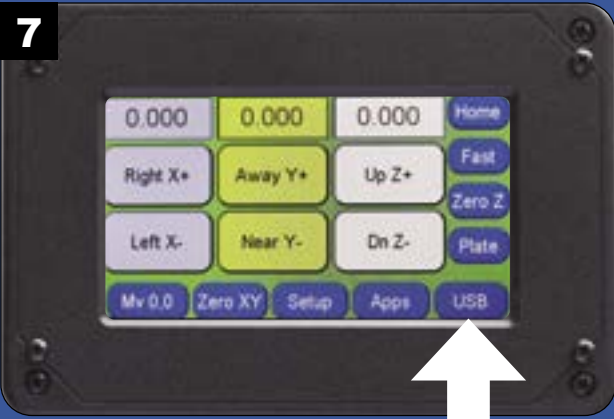 7
0.000 0.000 0.000 Home
Right X+ Away Y+ Up Z+ Fast
Zero Z
Left X- Near Y- Dn Z- Plate
Mv 0,0 Zero XY Setup Apps USB